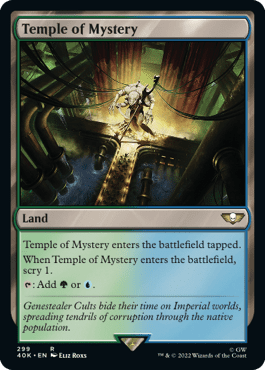 Temple of Mystery
Land
Temple of Mystery enters the battlefield tapped.
When Temple of Mystery enters the battlefield,
scry 1.
: Add or .
Genestealer Cults bide their time on Imperial worlds,
spreading tendrils of corruption through the native
population.
299 R
40K • EN Eliz Roxs
© GW
™ & © 2022 Wizards of the Coast